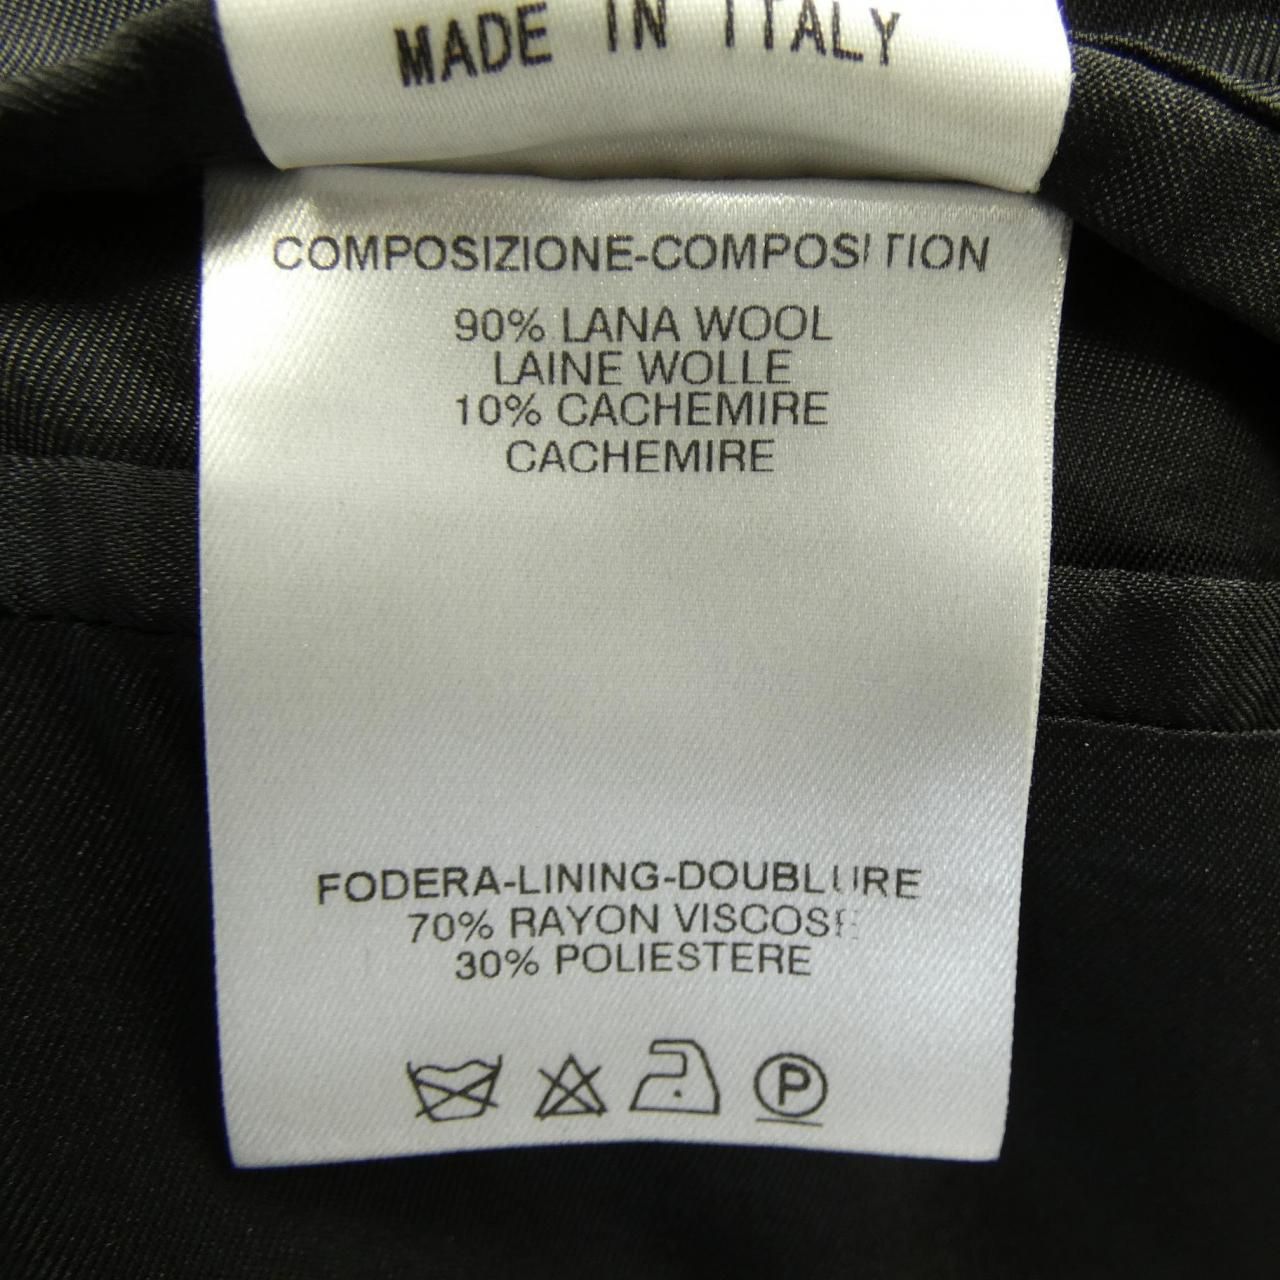 MADE IN ITALY
COMPOSIZIONE-COMPOSITION
90% LANA WOOL
LAINE WOLLE
10% CACHEMIRE
CACHEMIRE
FODERA-LINING-DOUBLURE
70% RAYON VISCOSE
30% POLIESTERE
P